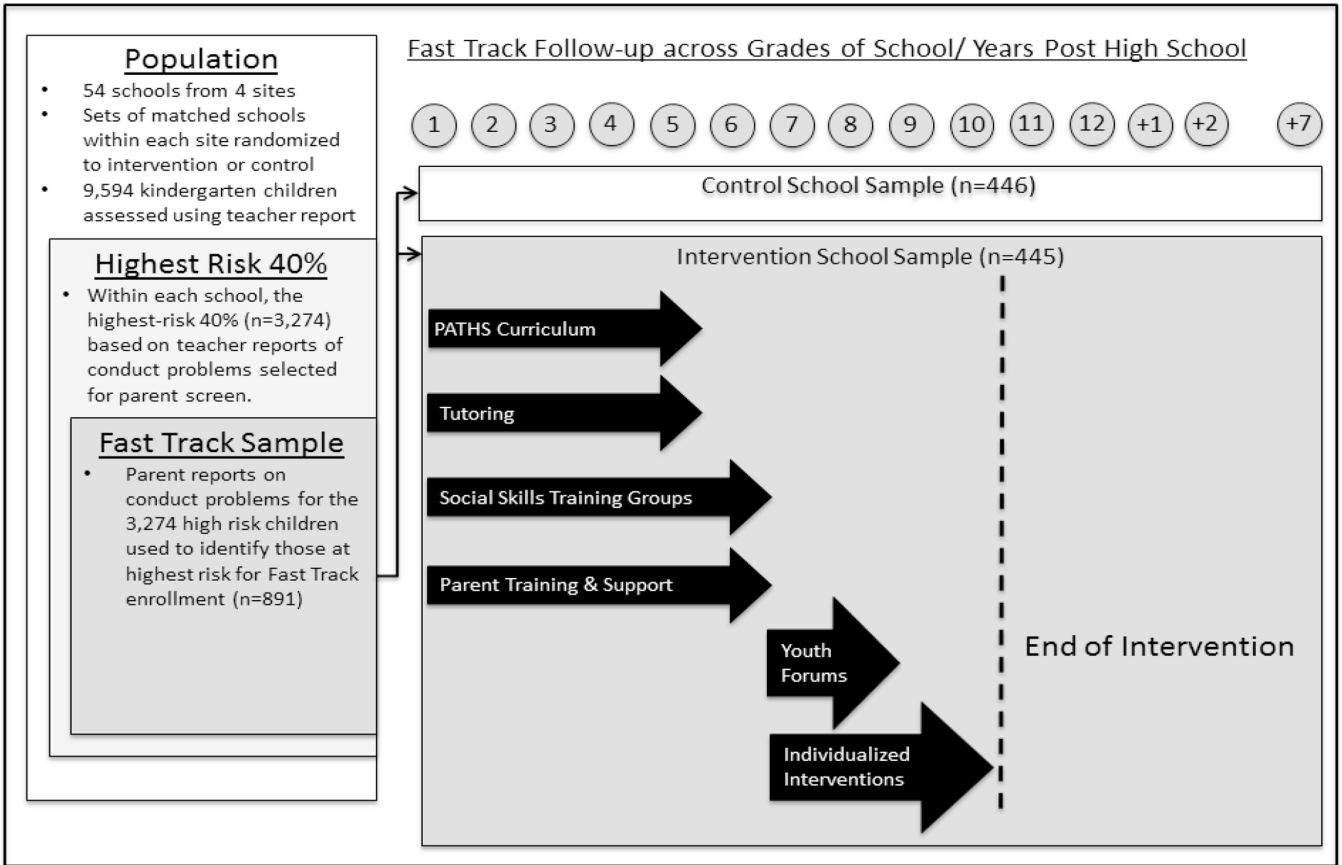 Fast Track Follow-up across Grades of School/ Years Post High School
1 2 3 4 5 6 7 8 9 10 11 12 +1 +2 +7
Population
• 54 schools from 4 sites
• Sets of matched schools
within each site randomized
to intervention or control
• 9,594 kindergarten children
assessed using teacher report
Highest Risk 40%
• Within each school, the
highest-risk 40% (n=3,274)
based on teacher reports of
conduct problems selected
for parent screen.
Fast Track Sample
• Parent reports on
conduct problems for the
3,274 high risk children
used to identify those at
highest risk for Fast Track
enrollment (n=891)
Control School Sample (n=446)
Intervention School Sample (n=445)
PATHS Curriculum
Tutoring
Social Skills Training Groups
Parent Training & Support
Youth
Forums
Individualized
Interventions
End of Intervention